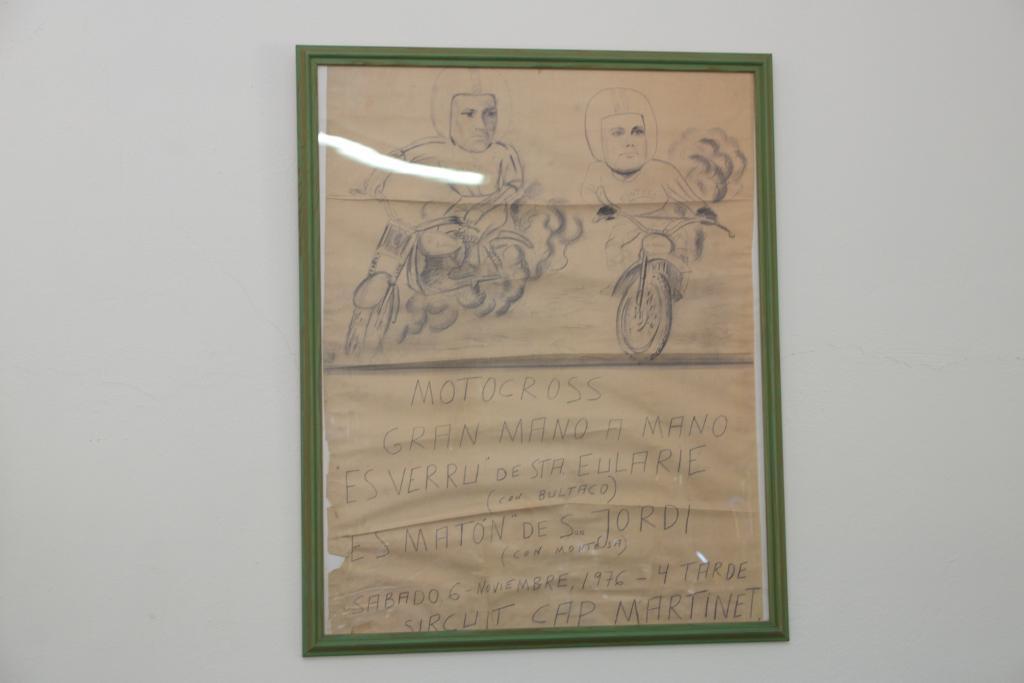 MOTOCROSS
GRAN MANO A MANO
"ES VERRU" DE STA. EULARIE
(CON BULTACO)
"ES MATÓN" DE San JORDI
(CON MONTESA)
SABADO 6 - NOVIEMBRE, 1976 - 4 TARDE
SIRCUIT CAP MARTINET